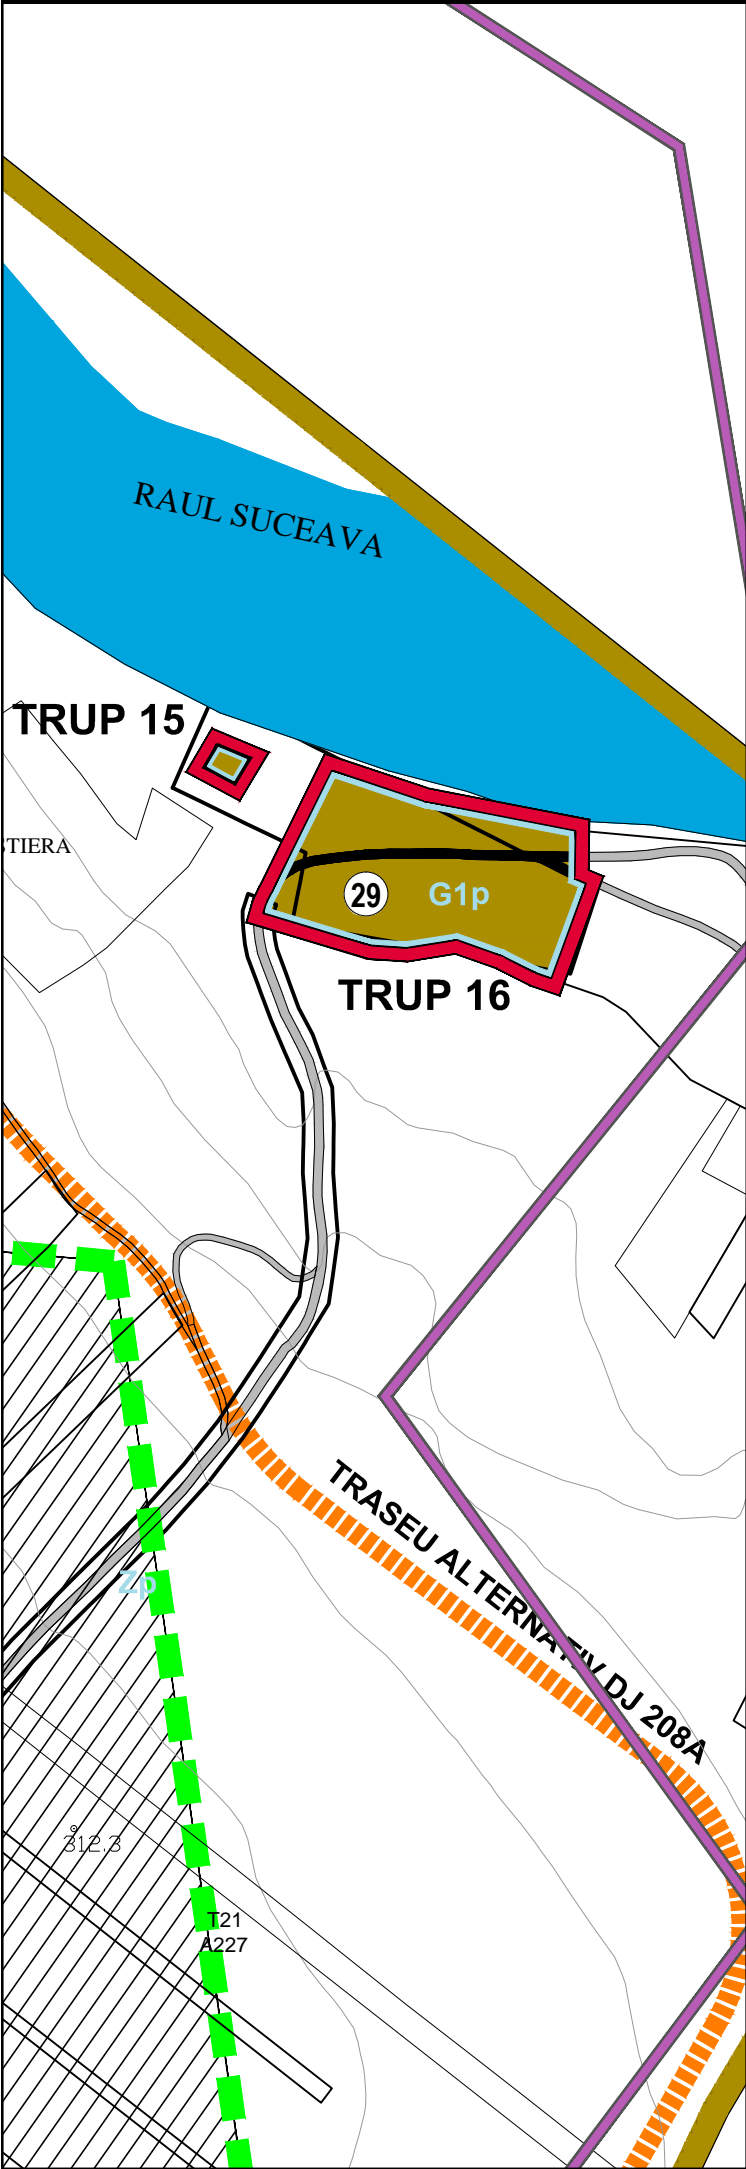 RAUL SUCEAVA
TRUP 15
STIERA
29
G1p
TRUP 16
TRASEU ALTERNATIV DJ 208A
Zp
312.3
T21
A227